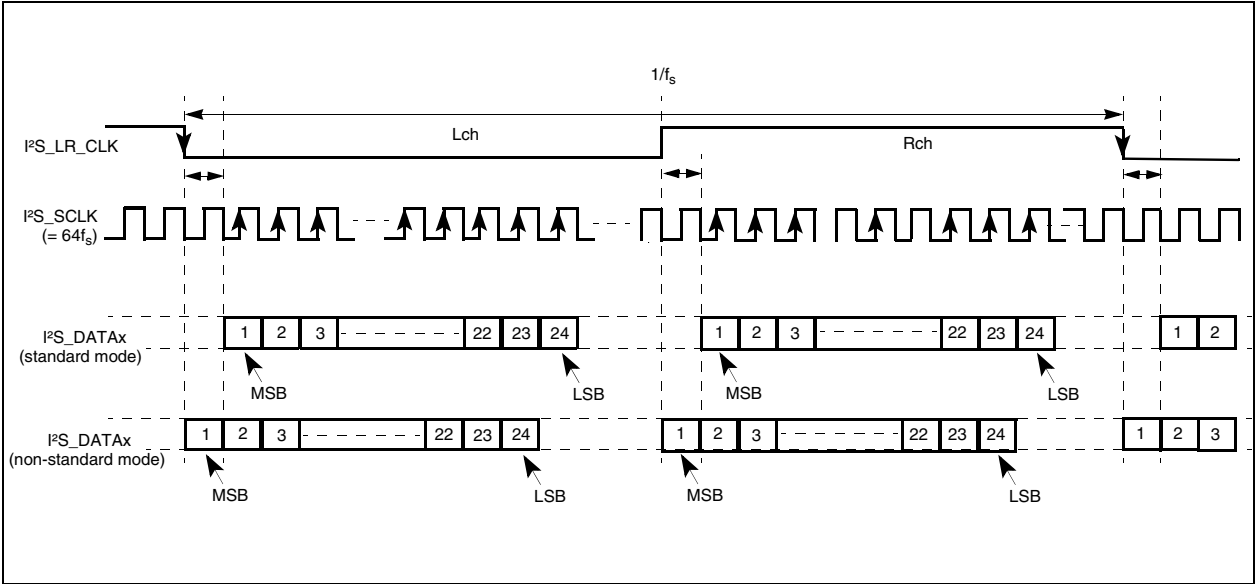 1/fs
I²S_LR_CLK
Lch
Rch
I²S_SCLK
(= 64fs)
I²S_DATAx
(standard mode)
1 2 3 22 23 24
1 2 3 22 23 24
1 2
MSB
LSB
MSB
LSB
I²S_DATAx
(non-standard mode)
1 2 3 22 23 24
1 2 3 22 23 24
1 2 3
MSB
LSB
MSB
LSB